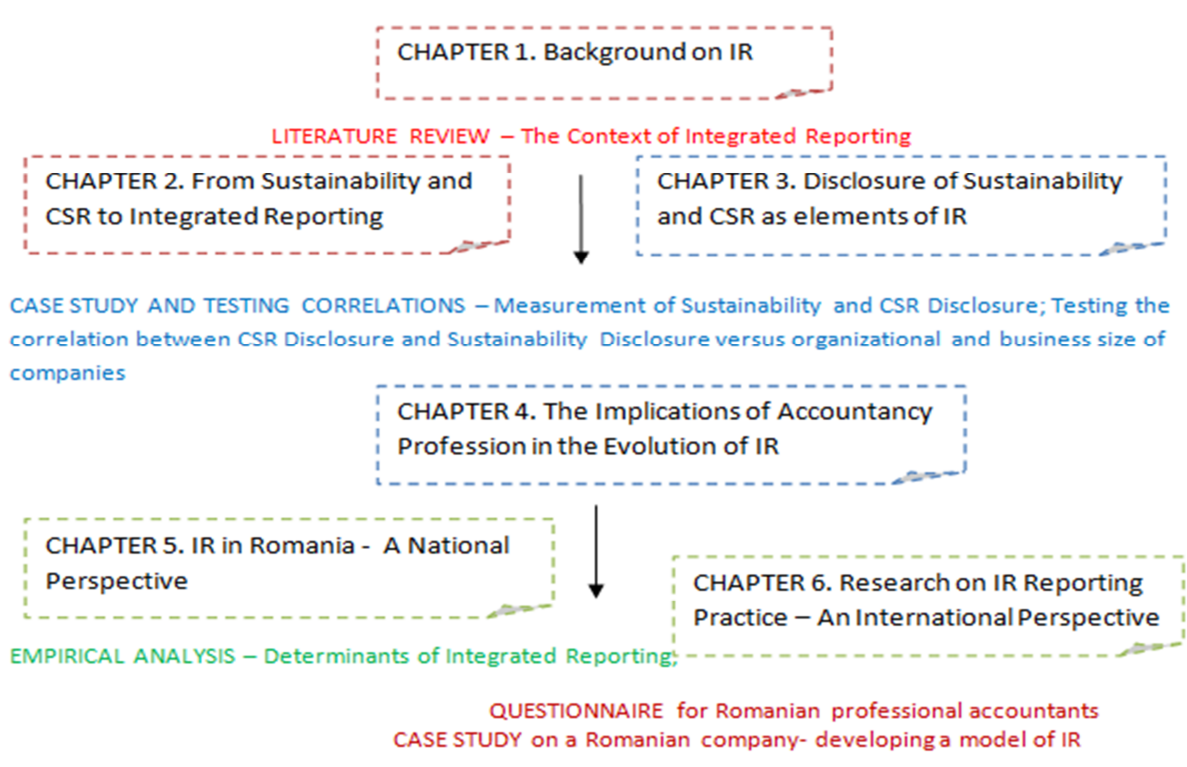 CHAPTER 1. Background on IR
LITERATURE REVIEW – The Context of Integrated Reporting
CHAPTER 2. From Sustainability and
CSR to Integrated Reporting
CHAPTER 3. Disclosure of Sustainability
and CSR as elements of IR
CASE STUDY AND TESTING CORRELATIONS – Measurement of Sustainability and CSR Disclosure; Testing the
correlation between CSR Disclosure and Sustainability Disclosure versus organizational and business size of
companies
CHAPTER 4. The Implications of Accountancy
Profession in the Evolution of IR
CHAPTER 5. IR in Romania - A National
Perspective
CHAPTER 6. Research on IR Reporting
Practice – An International Perspective
EMPIRICAL ANALYSIS – Determinants of Integrated Reporting;
QUESTIONNAIRE for Romanian professional accountants
CASE STUDY on a Romanian company- developing a model of IR